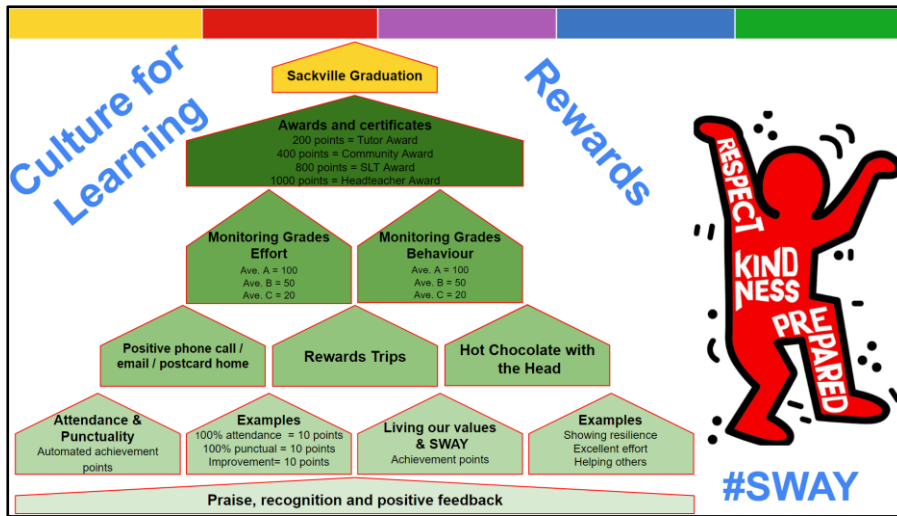 Culture for
Learning
Rewards
Sackville Graduation
Awards and certificates
200 points = Tutor Award
400 points = Community Award
800 points = SLT Award
1000 points = Headteacher Award
Monitoring Grades
Effort
Ave. A = 100
Ave. B = 50
Ave. C = 20
Monitoring Grades
Behaviour
Ave. A = 100
Ave. B = 50
Ave. C = 20
Positive phone call /
email / postcard home
Rewards Trips
Hot Chocolate with
the Head
Attendance &
Punctuality
Automated achievement
points
Examples
100% attendance = 10 points
100% punctual = 10 points
Improvement= 10 points
Living our values
& SWAY
Achievement points
Examples
Showing resilience
Excellent effort
Helping others
Praise, recognition and positive feedback
RESPECT
KIND
NESS
PREPARED
#SWAY